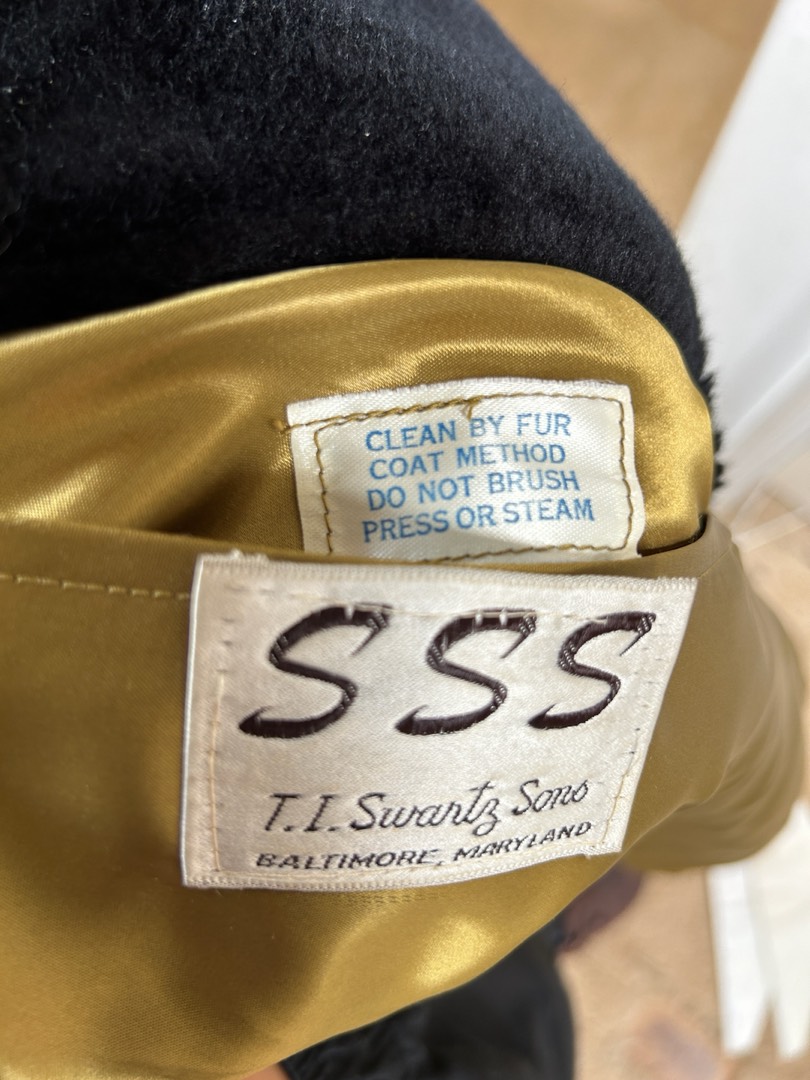 CLEAN BY FUR
COAT METHOD
DO NOT BRUSH
PRESS OR STEAM
SSS
T.I. Swartz Sons
BALTIMORE, MARYLAND